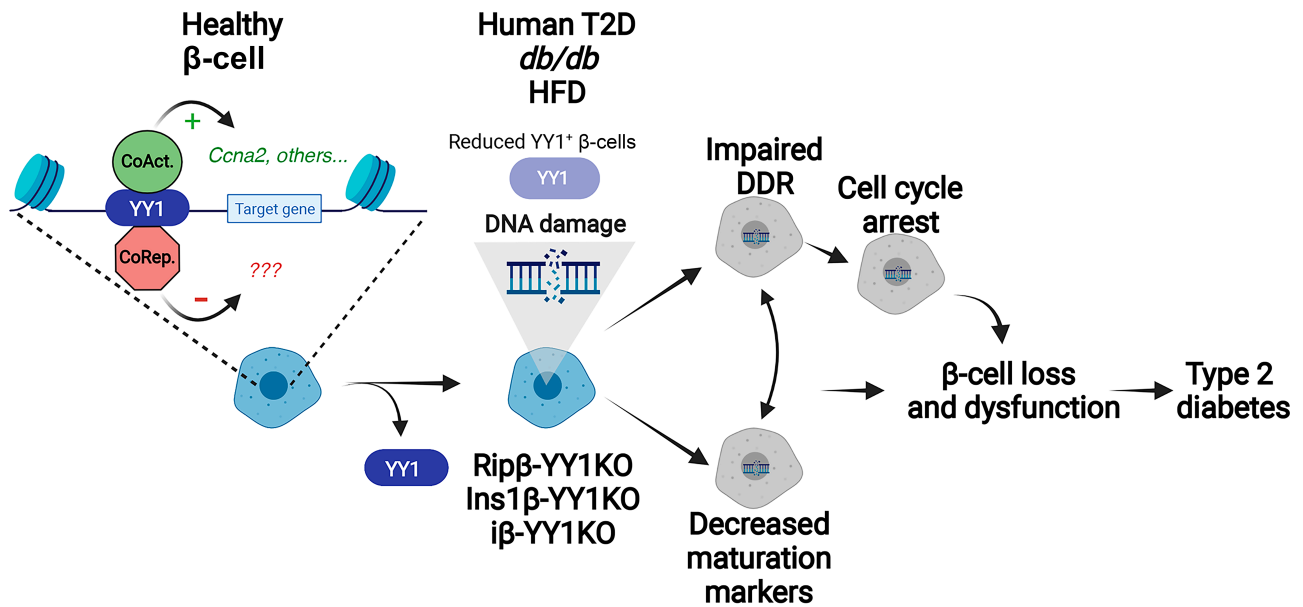 Healthy
β-cell
+
CoAct.
Ccna2, others...
YY1
Target gene
CoRep.
???
-
YY1
Human T2D
db/db
HFD
Reduced YY1⁺ β-cells
YY1
DNA damage
Ripβ-YY1KO
Ins1β-YY1KO
iβ-YY1KO
Impaired
DDR
Cell cycle
arrest
Decreased
maturation
markers
β-cell loss
and dysfunction
Type 2
diabetes